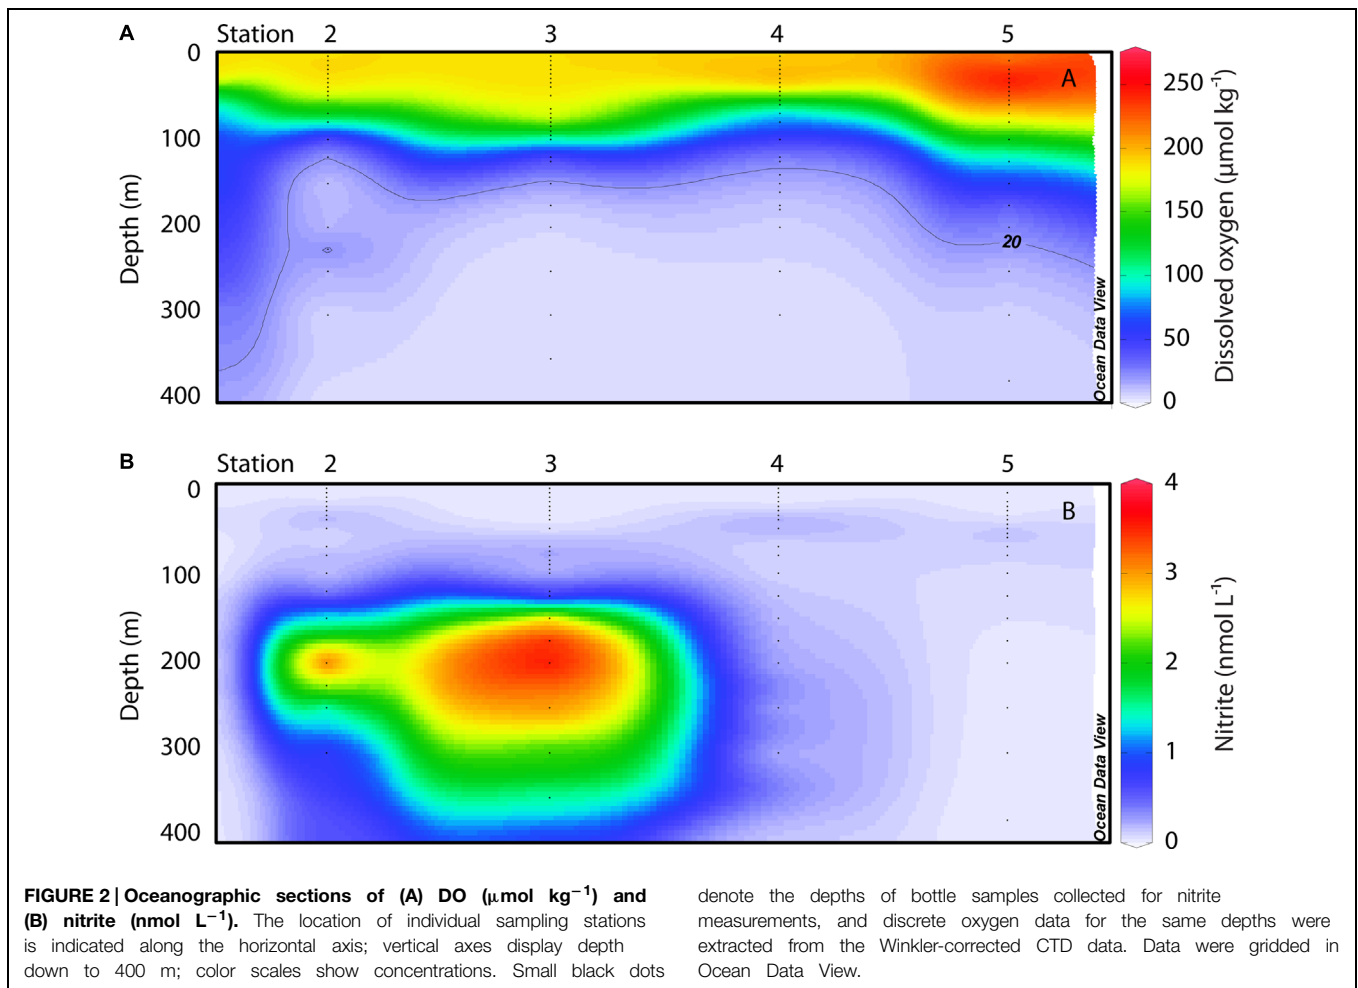 A
Station 2 3 4 5
0
100
200
300
400
Depth (m)
A
20
Ocean Data View
250
200
150
100
50
0
Dissolved oxygen (μmol kg⁻¹)
B
Station 2 3 4 5
0
100
200
300
400
Depth (m)
B
Ocean Data View
4
3
2
1
0
Nitrite (nmol L⁻¹)
FIGURE 2 | Oceanographic sections of (A) DO (μmol kg⁻¹) and
(B) nitrite (nmol L⁻¹). The location of individual sampling stations
is indicated along the horizontal axis; vertical axes display depth
down to 400 m; color scales show concentrations. Small black dots
denote the depths of bottle samples collected for nitrite
measurements, and discrete oxygen data for the same depths were
extracted from the Winkler-corrected CTD data. Data were gridded in
Ocean Data View.